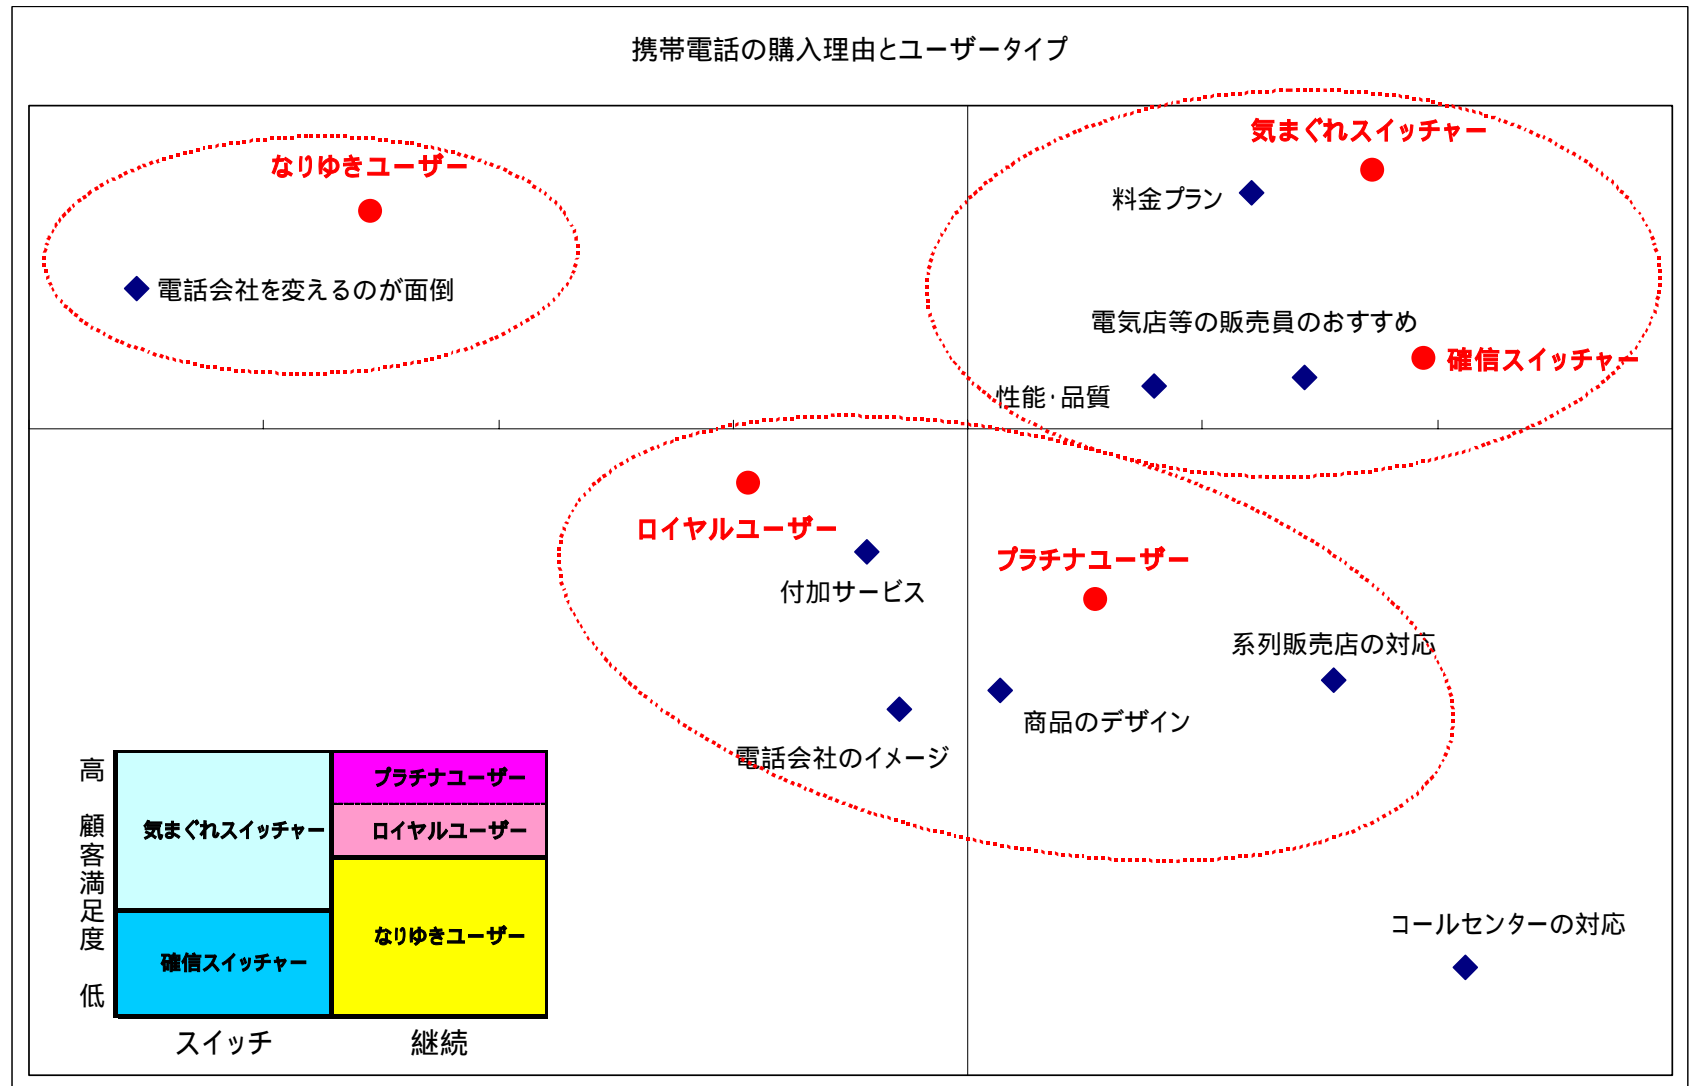 携帯電話の購入理由とユーザータイプ
気まぐれスイッチャー
なりゆきユーザー
料金プラン
電話会社を変えるのが面倒
電気店等の販売員のおすすめ
確信スイッチャー
性能・品質
ロイヤルユーザー
プラチナユーザー
付加サービス
系列販売店の対応
商品のデザイン
電話会社のイメージ
高 顧客満足度 低
プラチナユーザー
気まぐれスイッチャー
ロイヤルユーザー
なりゆきユーザー
確信スイッチャー
スイッチ
継続
コールセンターの対応